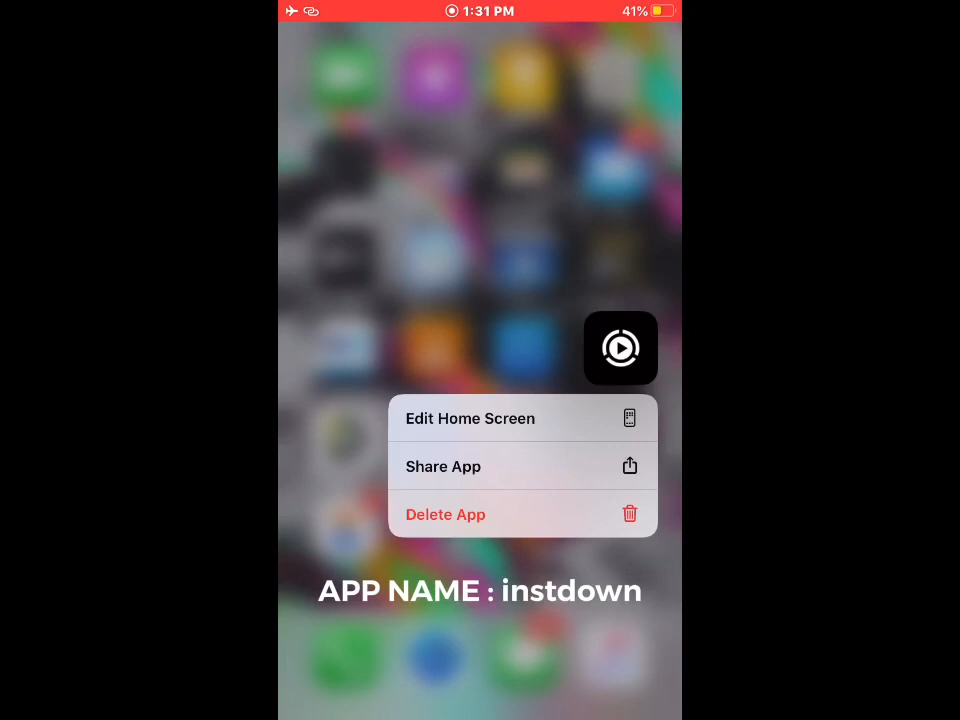 1:31 PM
41%
Edit Home Screen
Share App
Delete App
APP NAME : instdown